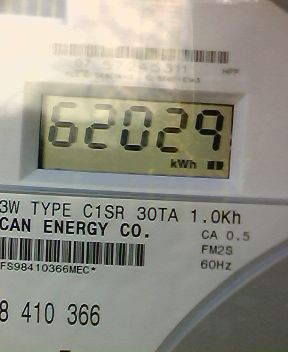 62029
kWh
3W TYPE C1SR 30TA 1.0Kh
CAN ENERGY CO.
CA 0.5
FM2S
60Hz
FS98410366MEC*
8 410 366